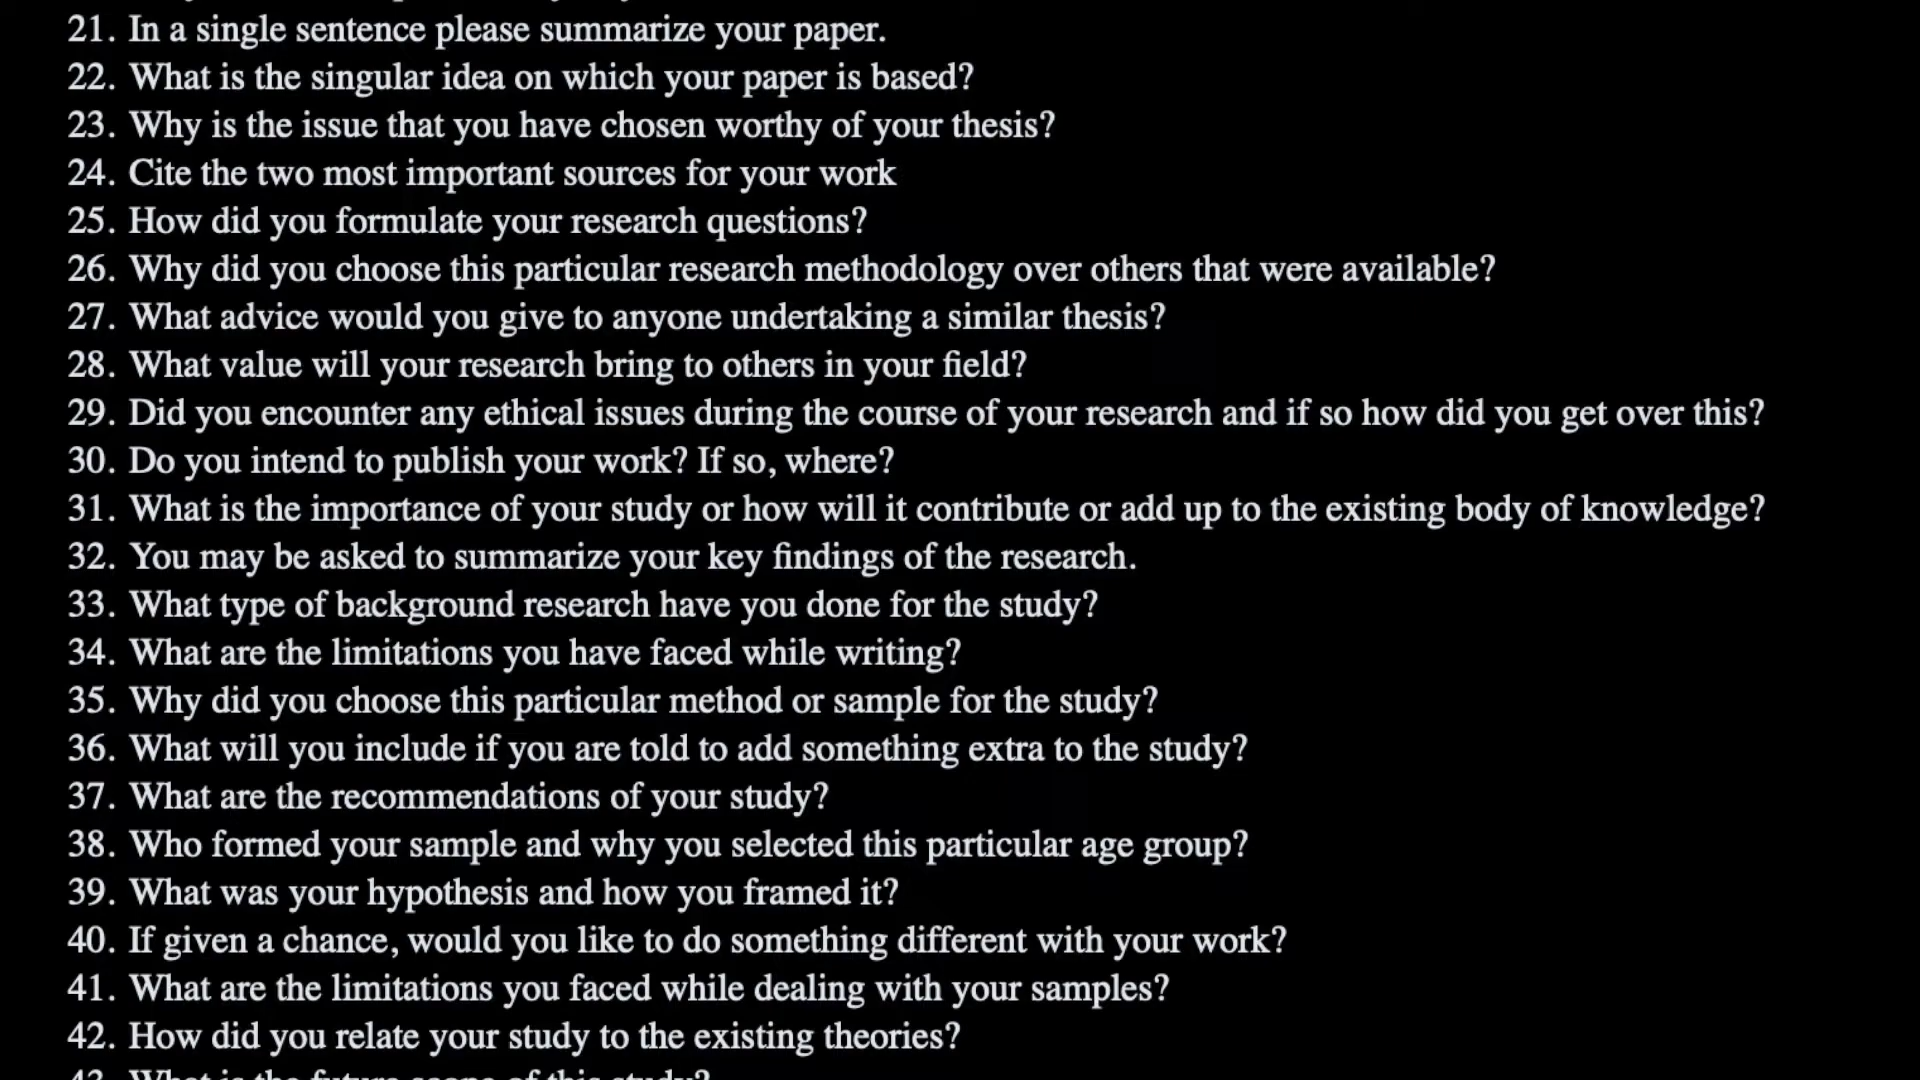 21. In a single sentence please summarize your paper.
22. What is the singular idea on which your paper is based?
23. Why is the issue that you have chosen worthy of your thesis?
24. Cite the two most important sources for your work
25. How did you formulate your research questions?
26. Why did you choose this particular research methodology over others that were available?
27. What advice would you give to anyone undertaking a similar thesis?
28. What value will your research bring to others in your field?
29. Did you encounter any ethical issues during the course of your research and if so how did you get over this?
30. Do you intend to publish your work? If so, where?
31. What is the importance of your study or how will it contribute or add up to the existing body of knowledge?
32. You may be asked to summarize your key findings of the research.
33. What type of background research have you done for the study?
34. What are the limitations you have faced while writing?
35. Why did you choose this particular method or sample for the study?
36. What will you include if you are told to add something extra to the study?
37. What are the recommendations of your study?
38. Who formed your sample and why you selected this particular age group?
39. What was your hypothesis and how you framed it?
40. If given a chance, would you like to do something different with your work?
41. What are the limitations you faced while dealing with your samples?
42. How did you relate your study to the existing theories?
43. What is the future scope of this study?